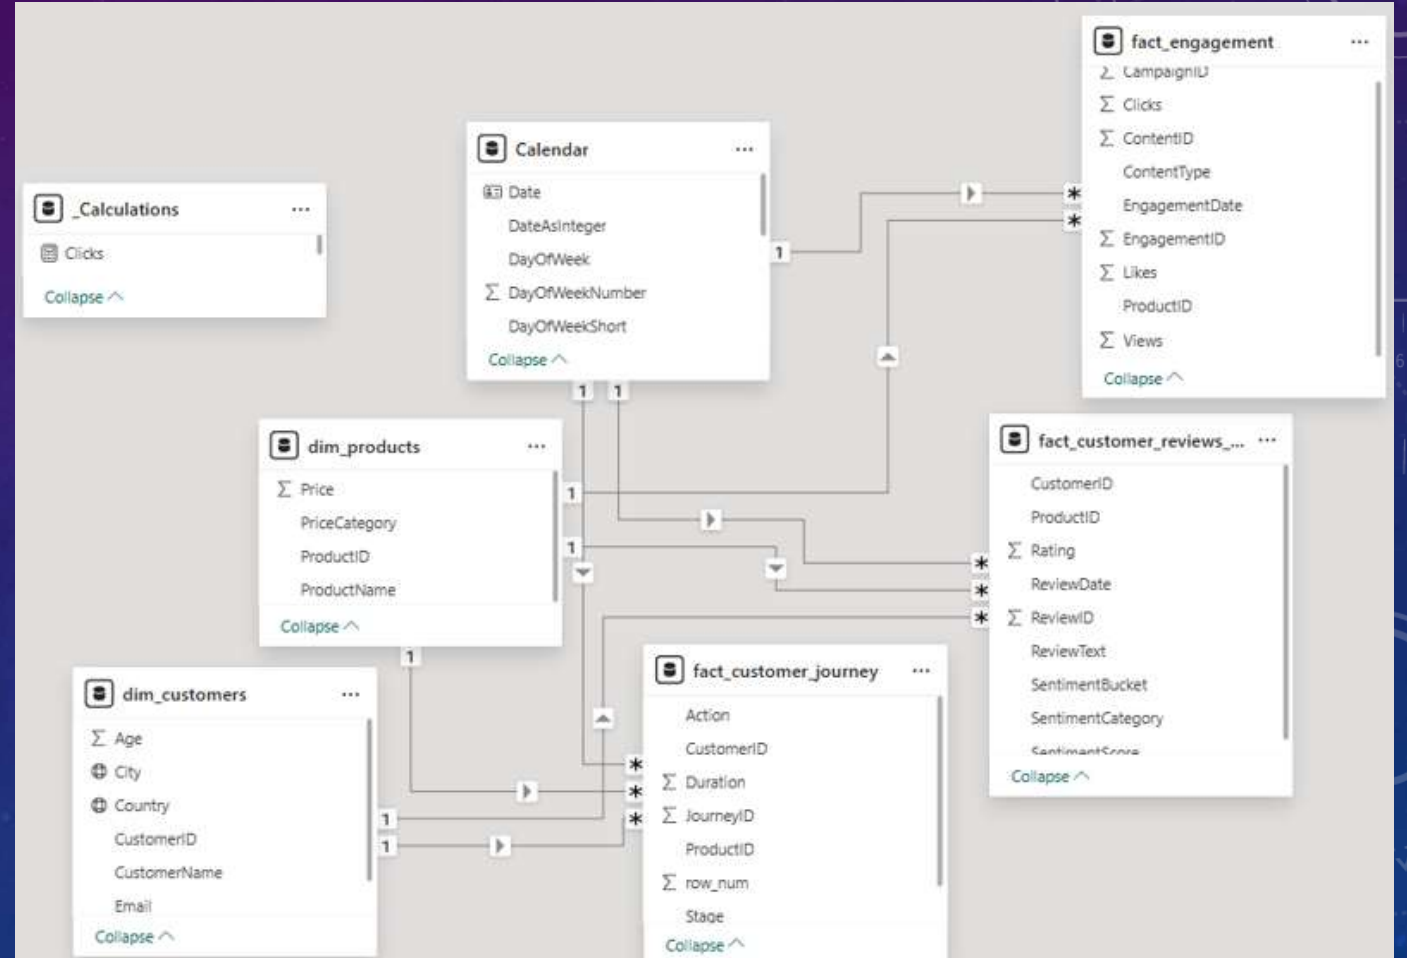 fact_engagement
CampaignID
Clicks
ContentID
ContentType
EngagementDate
EngagementID
Likes
ProductID
Views
Collapse
Calendar
Date
DateAsInteger
DayOfWeek
DayOfWeekNumber
DayOfWeekShort
Collapse
_Calculations
Clicks
Collapse
dim_products
Price
PriceCategory
ProductID
ProductName
Collapse
fact_customer_reviews_...
CustomerID
ProductID
Rating
ReviewDate
ReviewID
ReviewText
SentimentBucket
SentimentCategory
SentimentScore
Collapse
dim_customers
Age
City
Country
CustomerID
CustomerName
Email
Collapse
fact_customer_journey
Action
CustomerID
Duration
JourneyID
ProductID
row_num
Stage
Collapse
1
*
*
1
1
1
1
*
*
*
1
*
*
*
1
1